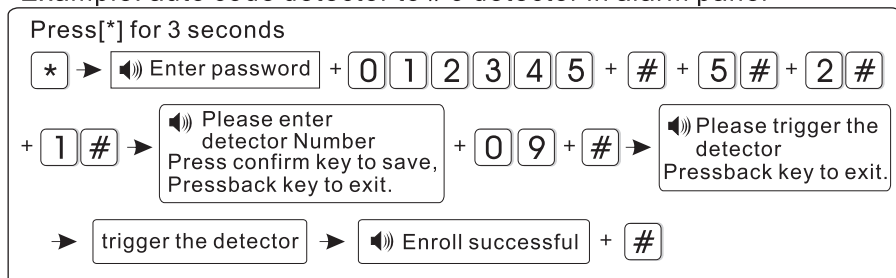 Press[*] for 3 seconds
* Enter password + 0 1 2 3 4 5 + # + 5 # + 2 #
+ 1 # Please enter
detector Number
Press confirm key to save,
Pressback key to exit.
+ 0 9 + # Please trigger the
detector
Pressback key to exit.
trigger the detector Enroll successful + #